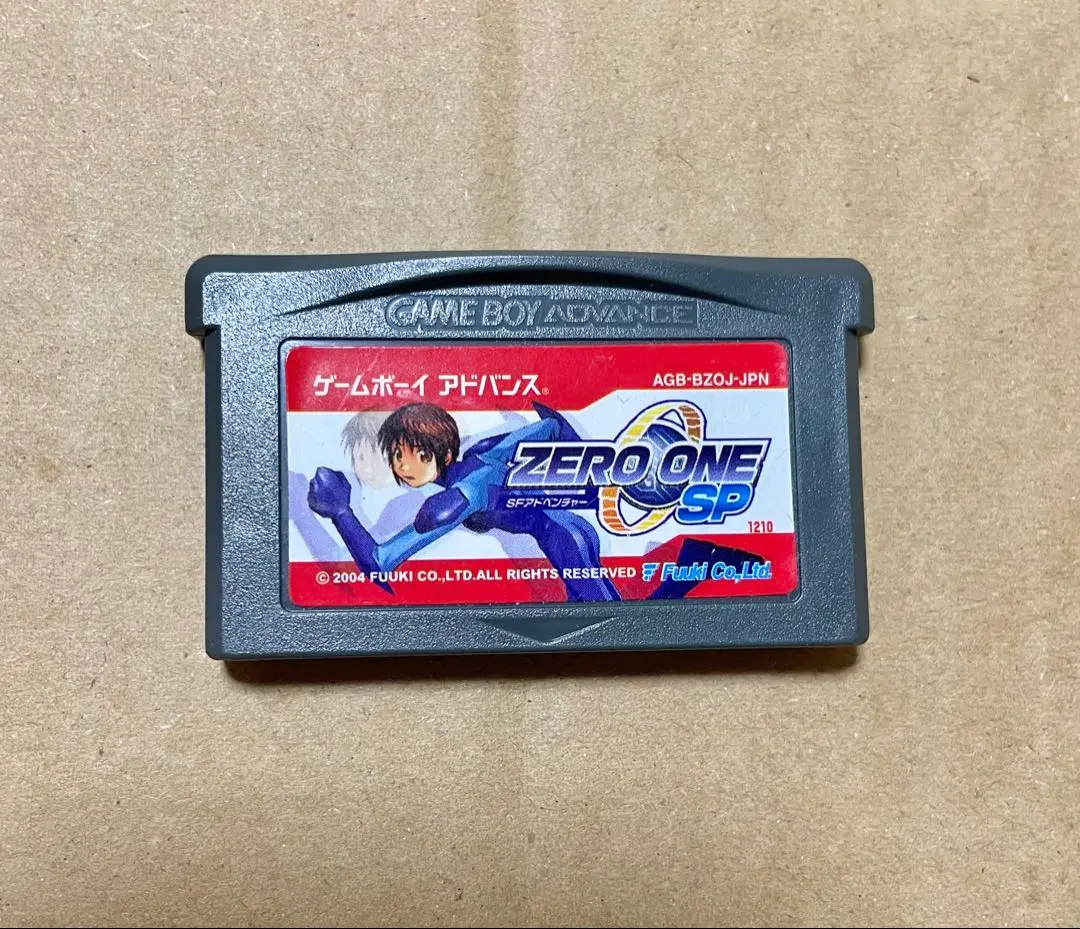 GAME BOY ADVANCE
ゲームボーイ アドバンス®
AGB-BZOJ-JPN
ZERO ONE
SFアドベンチャー
SP
1210
© 2004 FUUKI CO.,LTD.ALL RIGHTS RESERVED
Fuuki Co.,Ltd.